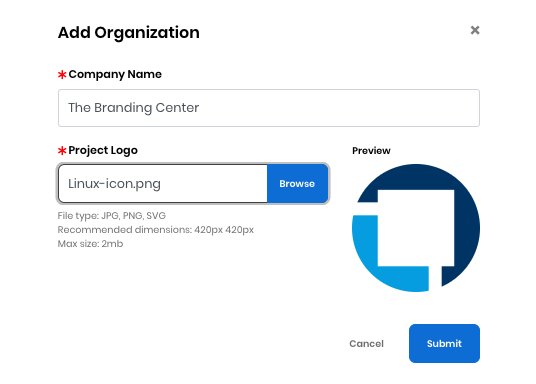 Add Organization ×
* Company Name
The Branding Center
* Project Logo
Preview
Linux-icon.png
Browse
File type: JPG, PNG, SVG
Recommended dimensions: 420px 420px
Max size: 2mb
Cancel
Submit